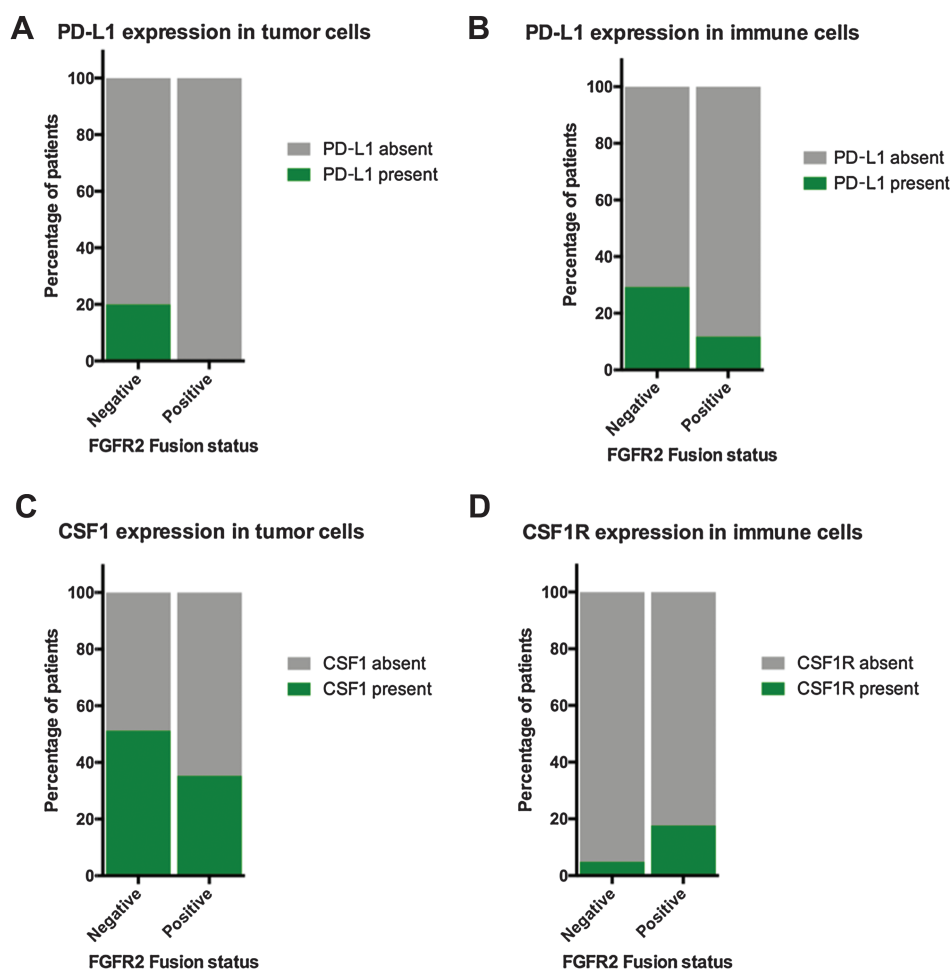 A PD-L1 expression in tumor cells
Percentage of patients
100
80
60
40
20
0
Negative
Positive
FGFR2 Fusion status
PD-L1 absent
PD-L1 present
B PD-L1 expression in immune cells
Percentage of patients
100
80
60
40
20
0
Negative
Positive
FGFR2 Fusion status
PD-L1 absent
PD-L1 present
C CSF1 expression in tumor cells
Percentage of patients
100
80
60
40
20
0
Negative
Positive
FGFR2 Fusion status
CSF1 absent
CSF1 present
D CSF1R expression in immune cells
Percentage of patients
100
80
60
40
20
0
Negative
Positive
FGFR2 Fusion status
CSF1R absent
CSF1R present